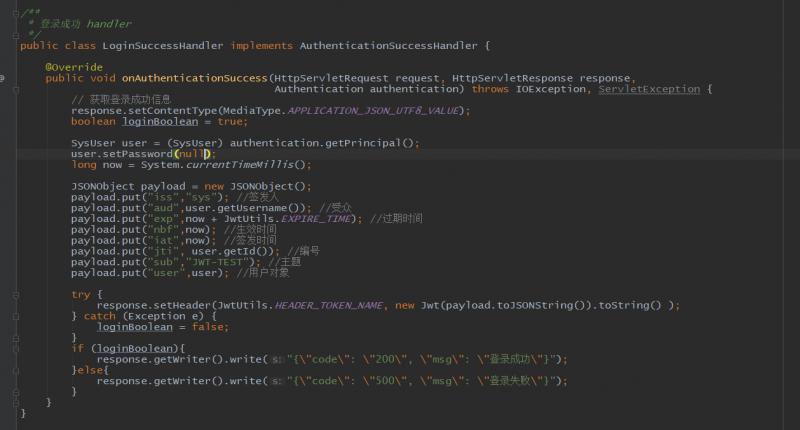 /**
 * 登录成功 handler
 */
public class LoginSuccessHandler implements AuthenticationSuccessHandler {
@Override
public void onAuthenticationSuccess(HttpServletRequest request, HttpServletResponse response,
Authentication authentication) throws IOException, ServletException {
// 获取登录成功信息
response.setContentType(MediaType.APPLICATION_JSON_UTF8_VALUE);
boolean loginBoolean = true;
SysUser user = (SysUser) authentication.getPrincipal();
user.setPassword(null);
long now = System.currentTimeMillis();
JSONObject payload = new JSONObject();
payload.put("iss","sys"); //签发人
payload.put("aud",user.getUsername()); //受众
payload.put("exp",now + JwtUtils.EXPIRE_TIME); //过期时间
payload.put("nbf",now); //生效时间
payload.put("iat",now); //签发时间
payload.put("jti", user.getId()); //编号
payload.put("sub","JWT-TEST"); //主题
payload.put("user",user); //用户对象
try {
response.setHeader(JwtUtils.HEADER_TOKEN_NAME, new Jwt(payload.toJSONString()).toString() );
} catch (Exception e) {
loginBoolean = false;
}
if (loginBoolean){
response.getWriter().write( s: "{\"code\": \"200\", \"msg\": \"登录成功\"}");
}else{
response.getWriter().write( s: "{\"code\": \"500\", \"msg\": \"登录失败\"}");
}
}
}